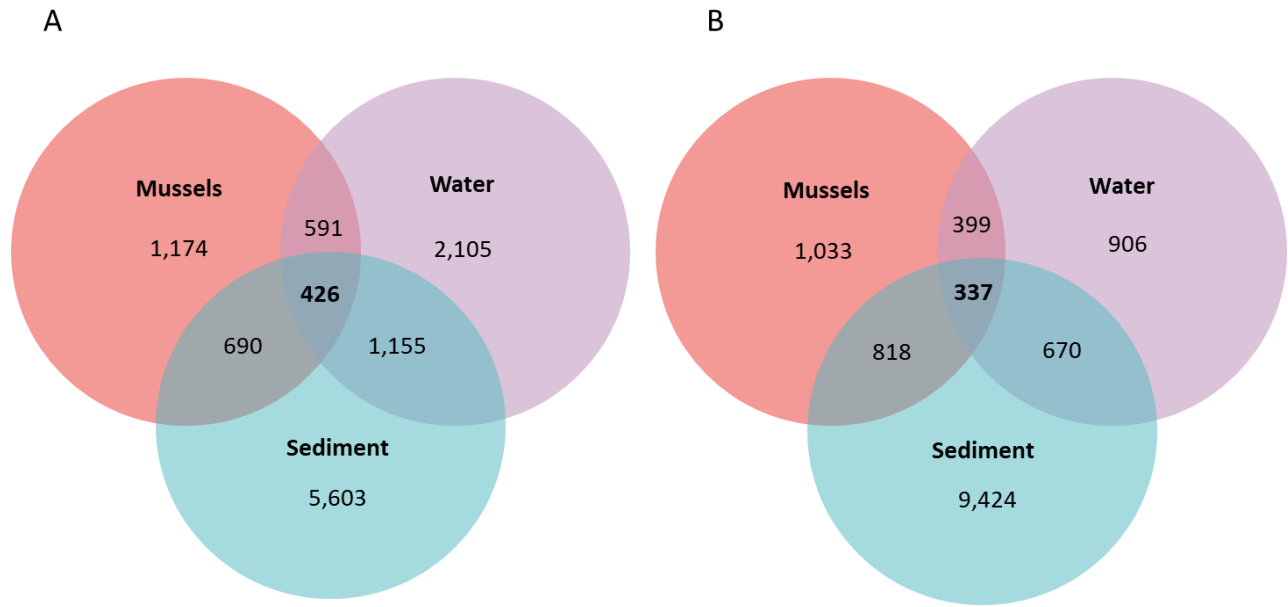 A
Mussels
1,174
591
Water
2,105
426
690
1,155
Sediment
5,603
B
Mussels
1,033
399
Water
906
337
818
670
Sediment
9,424